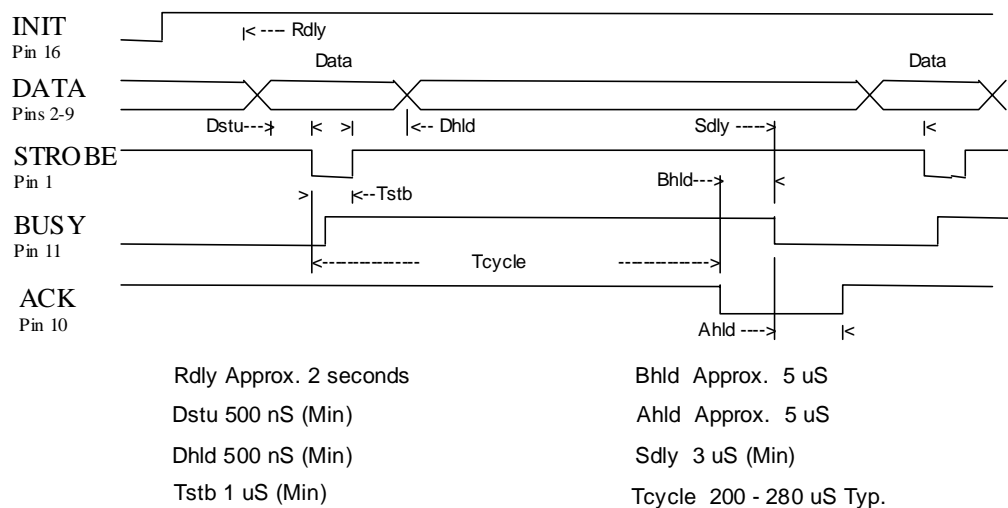 INIT
Pin 16
|< ---- Rdly
Data
Data
DATA
Pins 2-9
Dstu--->
|< >|
|<-- Dhld
Sdly ---->
|<
STROBE
Pin 1
> |<---Tstb
Bhld---> <
BUSY
Pin 11
<--------------- Tcycle --------------->
ACK
Pin 10
Ahld ----> |<
Rdly Approx. 2 seconds
Dstu 500 nS (Min)
Dhld 500 nS (Min)
Tstb 1 uS (Min)
Bhld Approx. 5 uS
Ahld Approx. 5 uS
Sdly 3 uS (Min)
Tcycle 200 - 280 uS Typ.